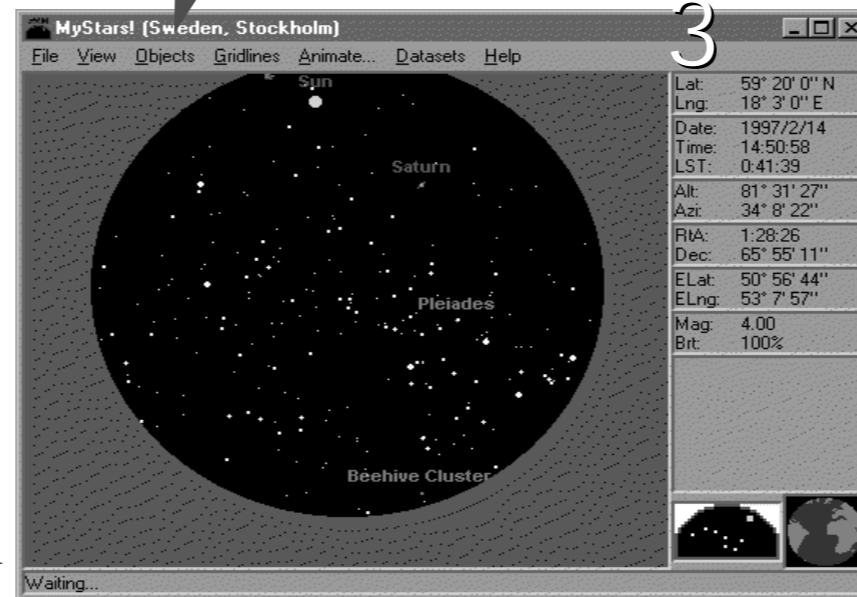 MyStars! (Sweden, Stockholm)
3
File View Objects Gridlines Animate... Datasets Help
Sun
Saturn
Pleiades
Beehive Cluster
Lat: 59° 20' 0'' N
Lng: 18° 3' 0'' E
Date: 1997/2/14
Time: 14:50:58
LST: 0:41:39
Alt: 81° 31' 27''
Azi: 34° 8' 22''
RtA: 1:28:26
Dec: 65° 55' 11''
ELat: 50° 56' 44''
ELng: 53° 7' 57''
Mag: 4.00
Brt: 100%
Waiting...